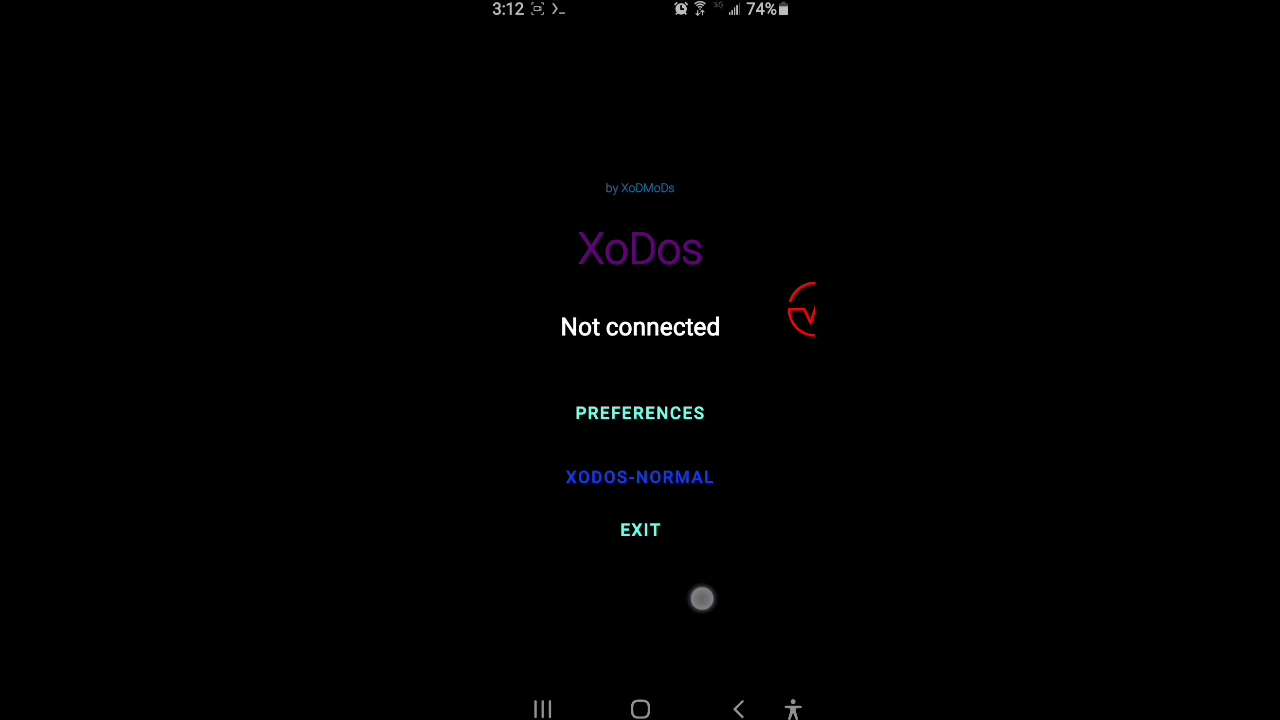 3:12 74%
by XoDMoDs
XoDos
Not connected
PREFERENCES
XODOS-NORMAL
EXIT